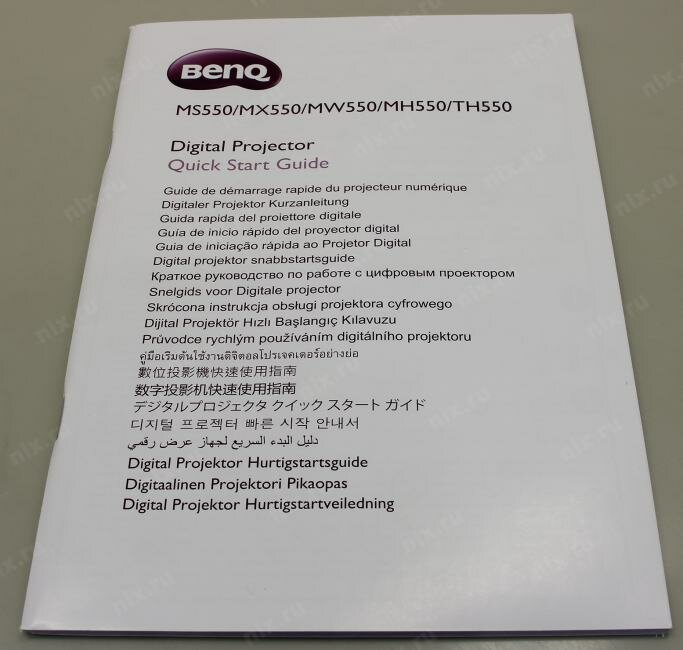 BenQ
MS550/MX550/MW550/MH550/TH550
Digital Projector
Quick Start Guide
Guide de démarrage rapide du projecteur numérique
Digitaler Projektor Kurzanleitung
Guida rapida del proiettore digitale
Guía de inicio rápido del proyector digital
Guia de iniciação rápida ao Projetor Digital
Digital projektor snabbstartsguide
Краткое руководство по работе с цифровым проектором
Snelgids voor Digitale projector
Skrócona instrukcja obsługi projektora cyfrowego
Dijital Projektör Hızlı Başlangıç Kılavuzu
Průvodce rychlým používáním digitálního projektoru
คู่มือเริ่มต้นใช้งานดิจิตอลโปรเจคเตอร์อย่างย่อ
數位投影機快速使用指南
数字投影机快速使用指南
デジタルプロジェクタ クイック スタート ガイド
디지털 프로젝터 빠른 시작 안내서
دليل البدء السريع لجهاز عرض رقمي
Digital Projektor Hurtigstartsguide
Digitaalinen Projektori Pikaopas
Digital Projektor Hurtigstartveiledning
nix.ru